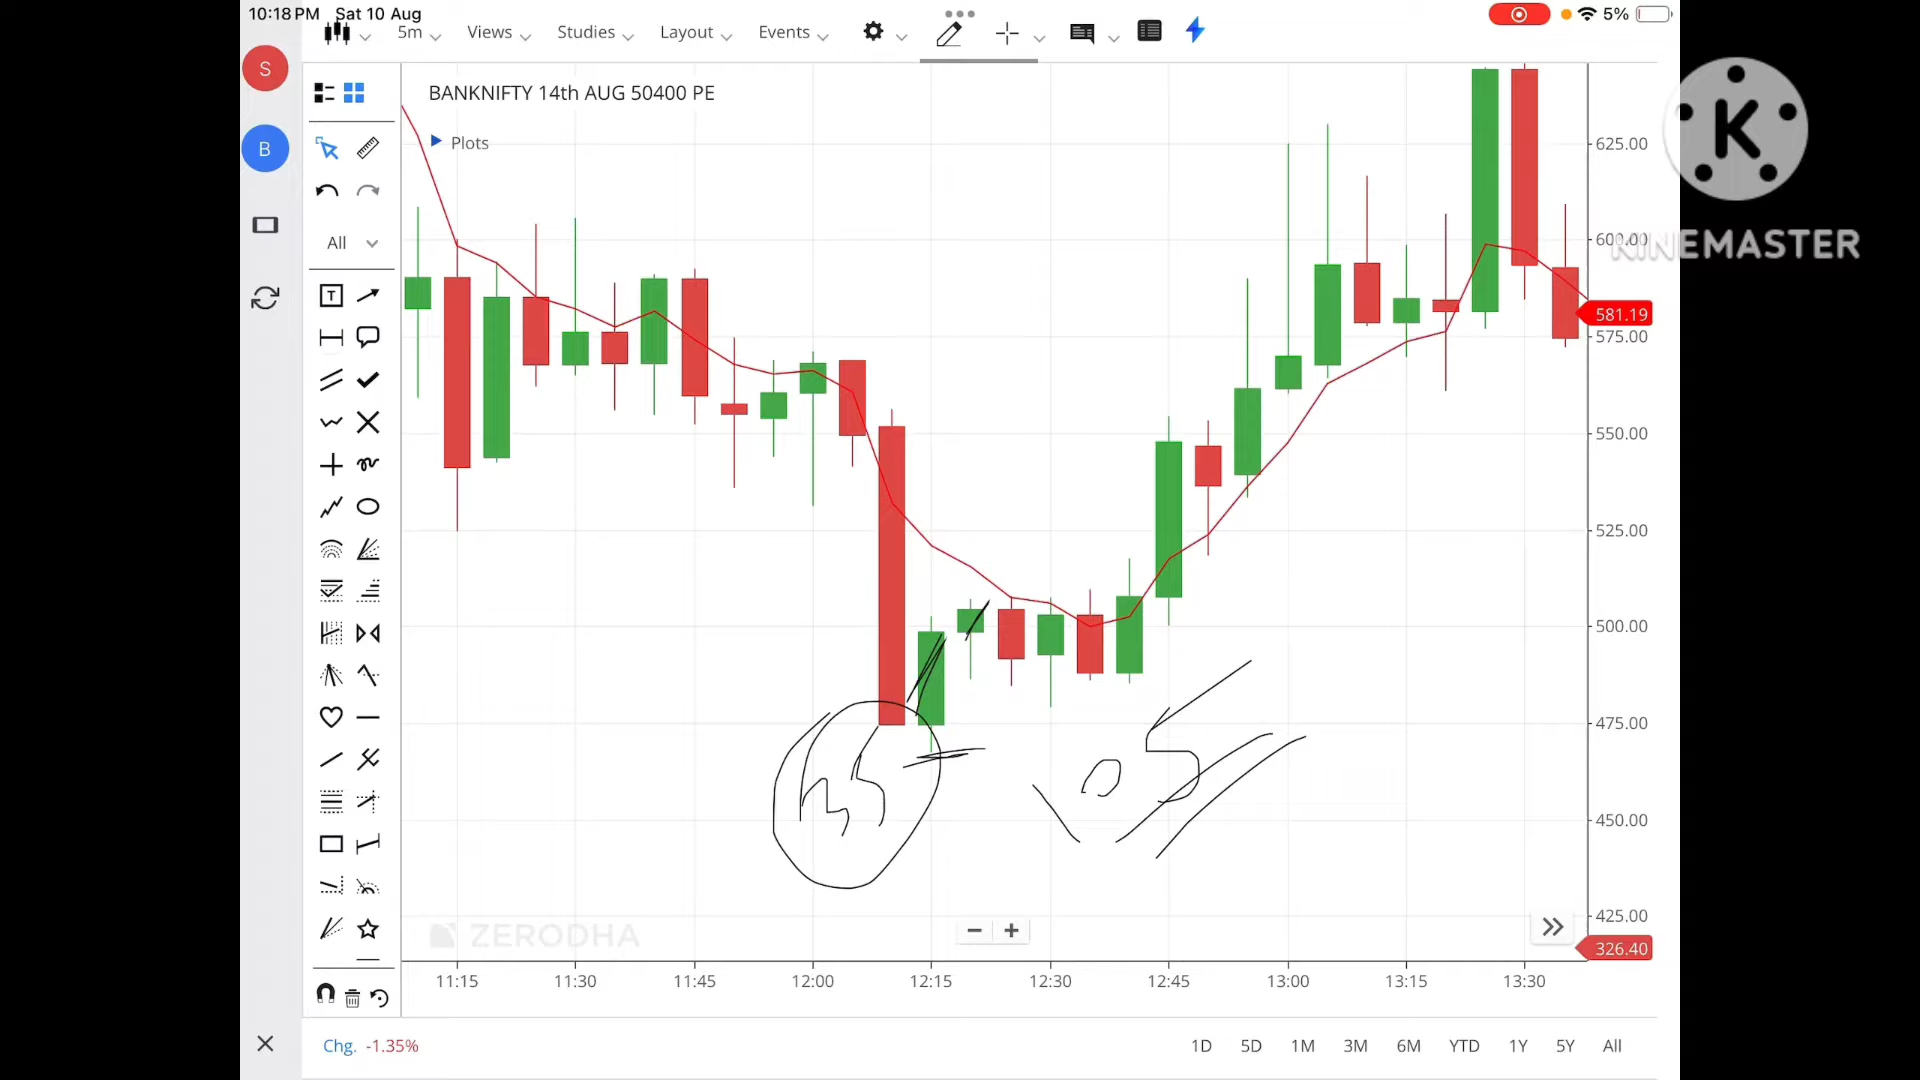 10:18 PM Sat 10 Aug
5%
5m Views Studies Layout Events
S
B
BANKNIFTY 14th AUG 50400 PE
Plots
All
T
K
KINEMASTER
625.00
600.00
581.19
575.00
550.00
525.00
500.00
475.00
450.00
425.00
326.40
35
05
ZERODHA
11:15 11:30 11:45 12:00 12:15 12:30 12:45 13:00 13:15 13:30
Chg. -1.35%
1D 5D 1M 3M 6M YTD 1Y 5Y All